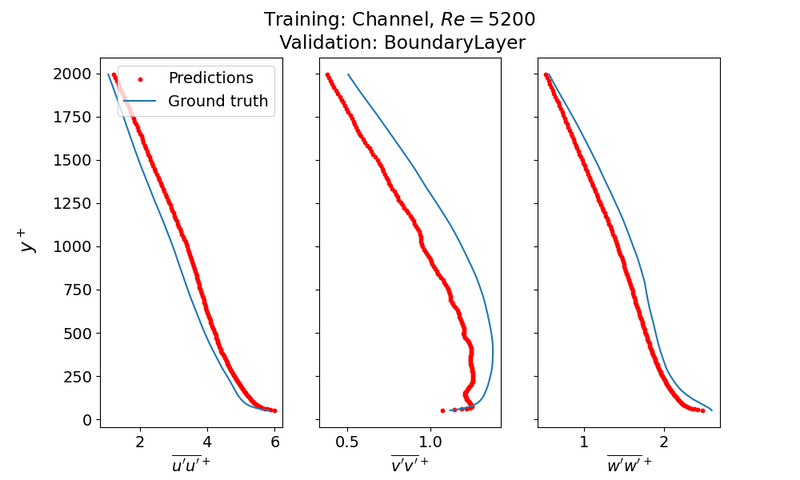 Training: Channel, Re = 5200
Validation: BoundaryLayer
Predictions
Ground truth
y⁺
2000
1750
1500
1250
1000
750
500
250
0
2 4 6
0.5 1.0
1 2
u′u′⁺
v′v′⁺
w′w′⁺